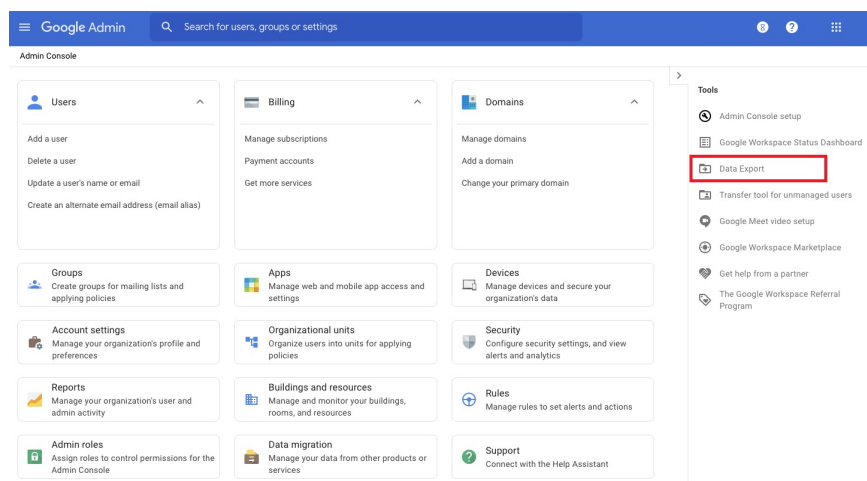 Google Admin
Search for users, groups or settings
Admin Console
Users
Add a user
Delete a user
Update a user's name or email
Create an alternate email address (email alias)
Billing
Manage subscriptions
Payment accounts
Get more services
Domains
Manage domains
Add a domain
Change your primary domain
Groups
Create groups for mailing lists and
applying policies
Apps
Manage web and mobile app access and
settings
Devices
Manage devices and secure your
organization's data
Account settings
Manage your organization's profile and
preferences
Organizational units
Organize users into units for applying
policies
Security
Configure security settings, and view
alerts and analytics
Reports
Manage your organization's user and
admin activity
Buildings and resources
Manage and monitor your buildings,
rooms, and resources
Rules
Manage rules to set alerts and actions
Admin roles
Assign roles to control permissions for the
Admin Console
Data migration
Manage your data from other products or
services
Support
Connect with the Help Assistant
Tools
Admin Console setup
Google Workspace Status Dashboard
Data Export
Transfer tool for unmanaged users
Google Meet video setup
Google Workspace Marketplace
Get help from a partner
The Google Workspace Referral
Program